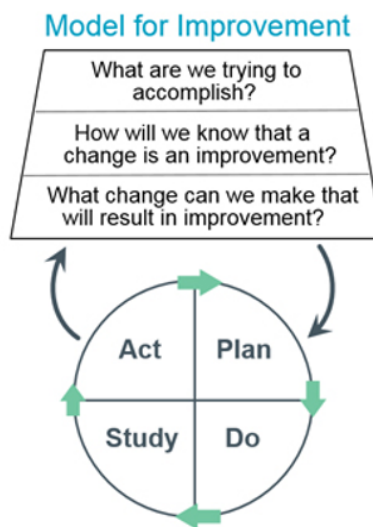 Model for Improvement
What are we trying to
accomplish?
How will we know that a
change is an improvement?
What change can we make that
will result in improvement?
Act
Plan
Study
Do